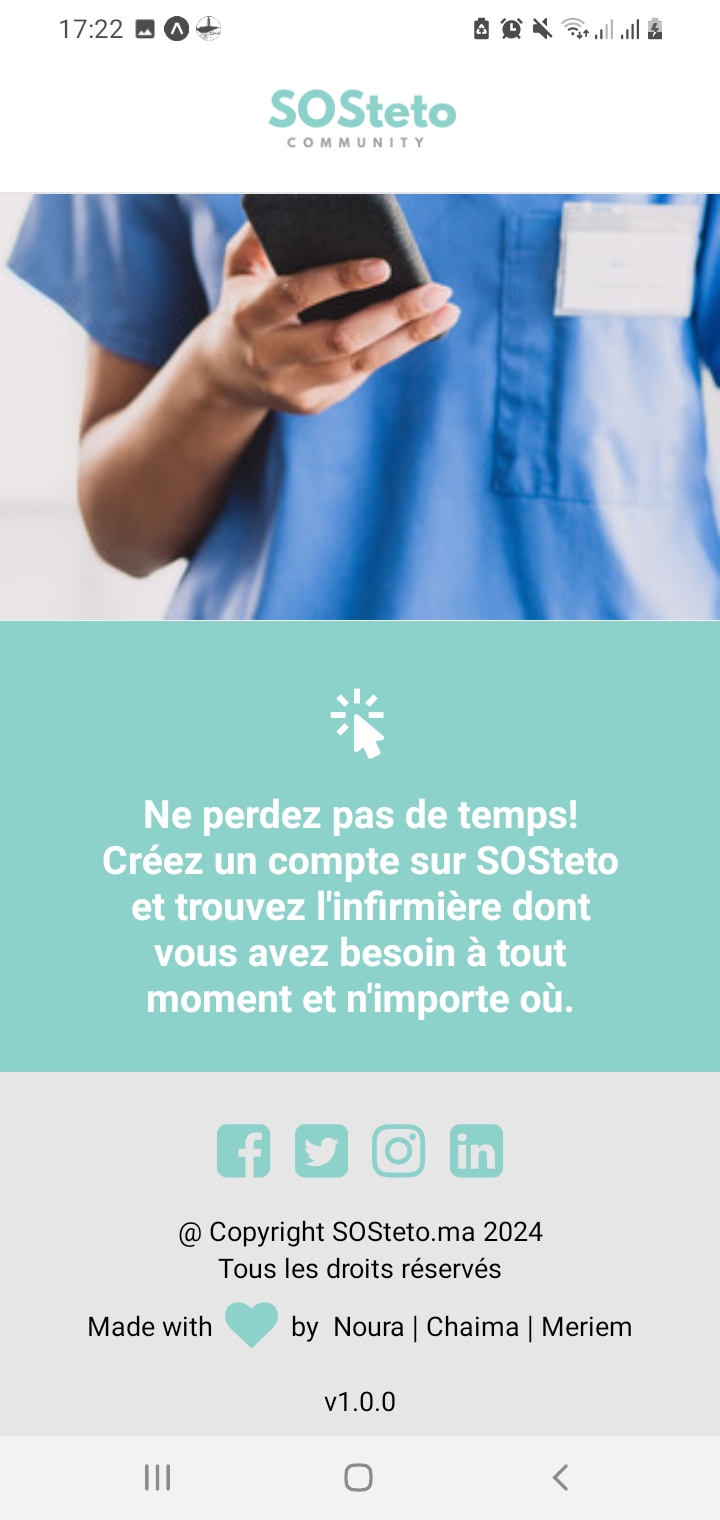 17:22
SOSteto
COMMUNITY
Ne perdez pas de temps!
Créez un compte sur SOSteto
et trouvez l'infirmière dont
vous avez besoin à tout
moment et n'importe où.
@ Copyright SOSteto.ma 2024
Tous les droits réservés
Made with by Noura | Chaima | Meriem
v1.0.0